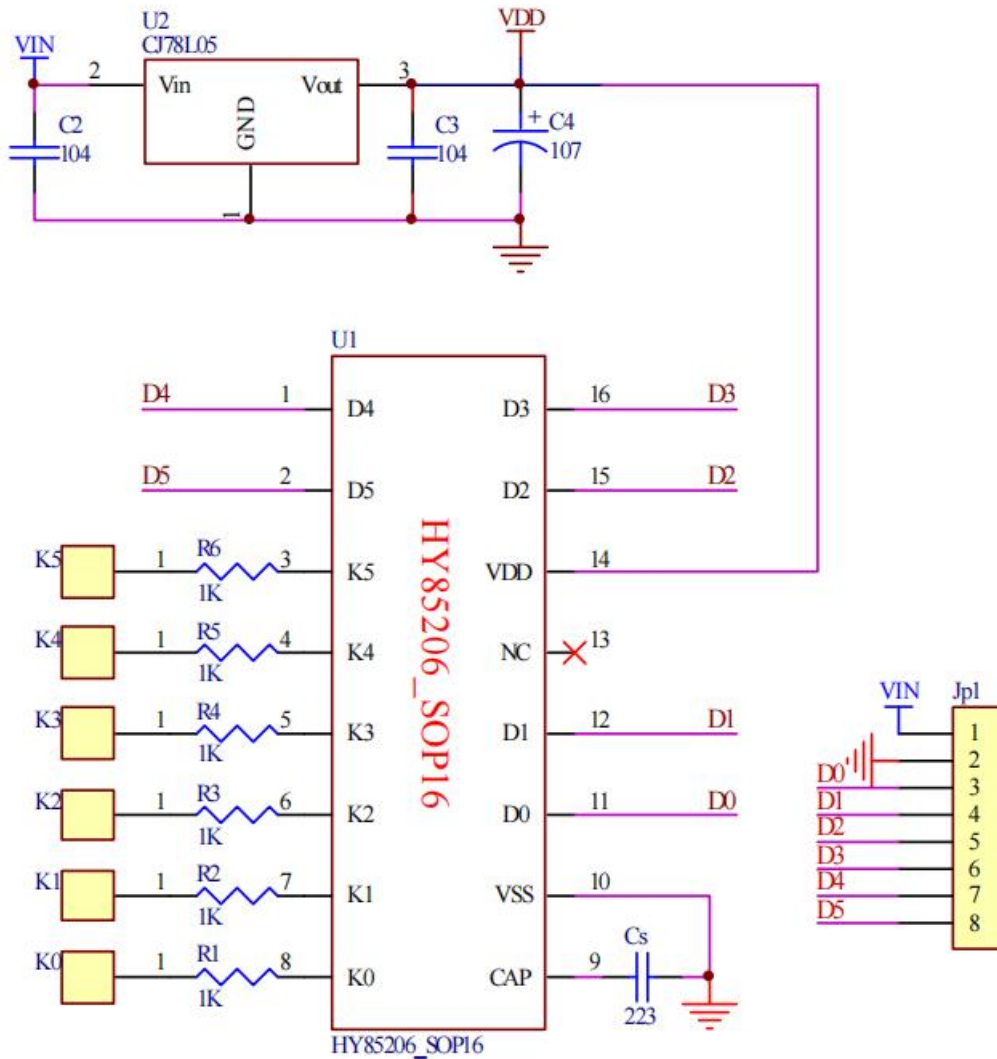 U2
VDD
VIN
CJ78L05
2
Vin
Vout
3
GND
1
C2
104
C3
104
+
C4
107
U1
D4
1
D4
D3
16
D3
D5
2
D5
D2
15
D2
K5
1
R6
1K
3
K5
VDD
14
K4
1
R5
1K
4
K4
NC
13
K3
1
R4
1K
5
K3
D1
12
D1
K2
1
R3
1K
6
K2
D0
11
D0
K1
1
R2
1K
7
K1
VSS
10
K0
1
R1
1K
8
K0
CAP
9
Cs
223
HY85206_SOP16
HY85206_SOP16
VIN
Jp1
1
2
D0
3
D1
4
D2
5
D3
6
D4
7
D5
8